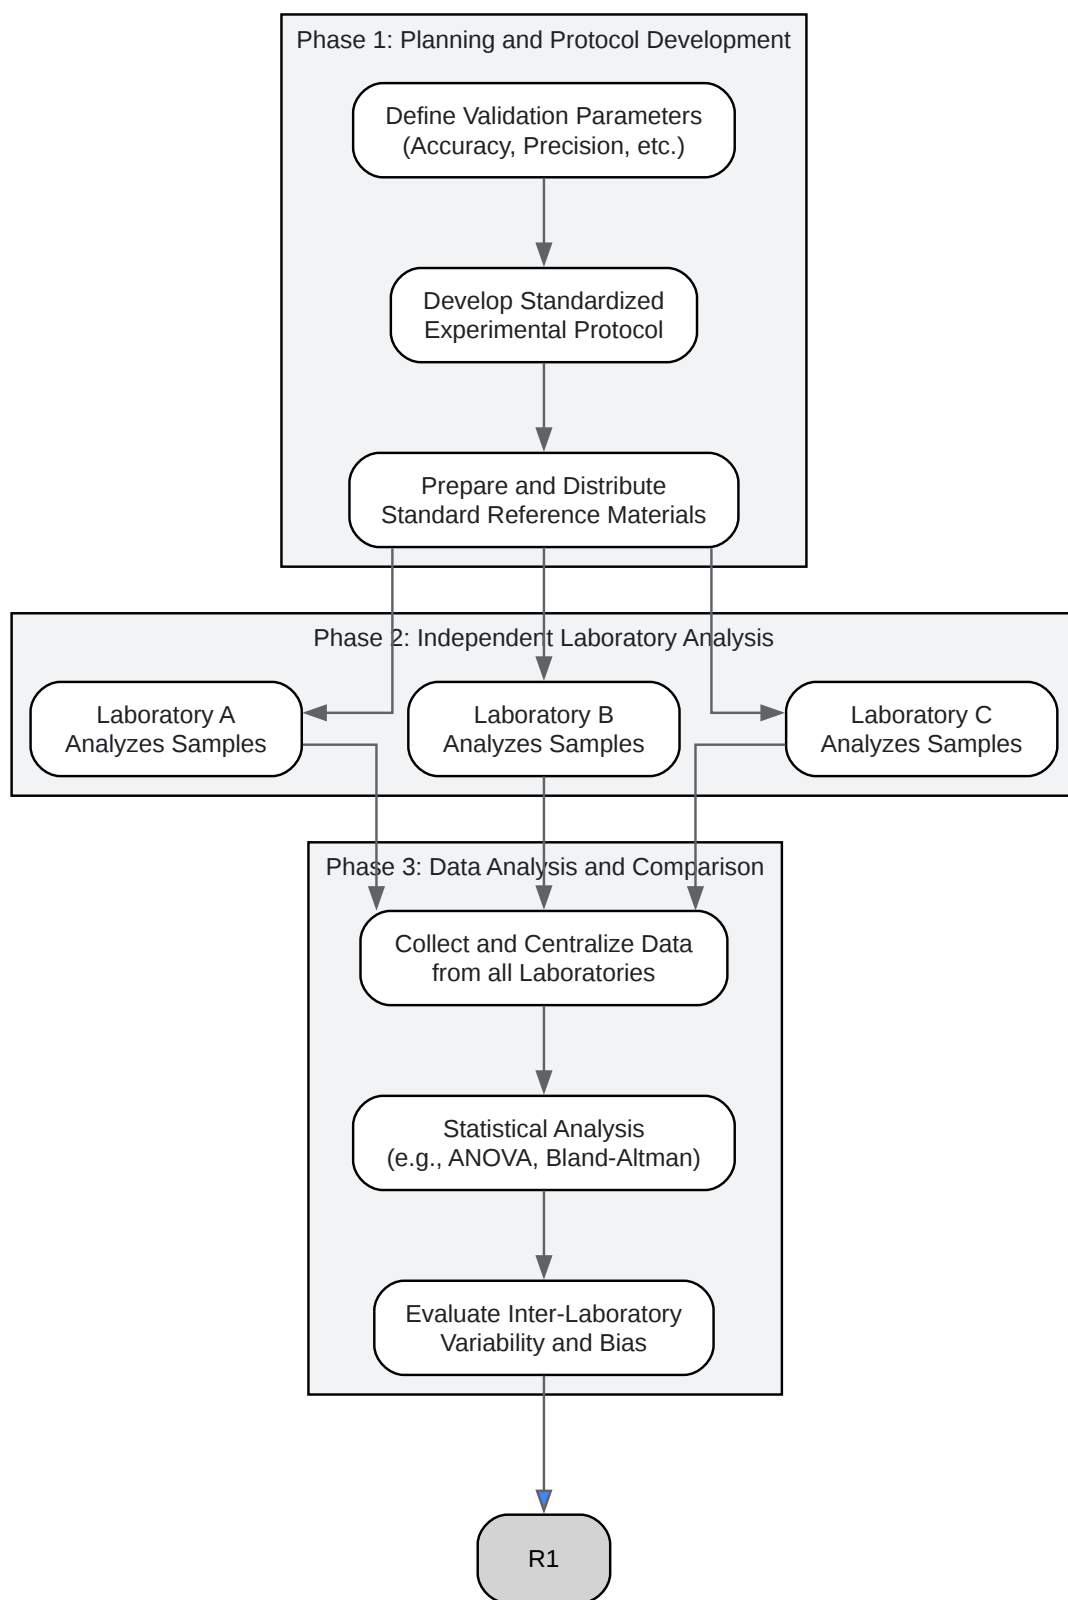 Phase 1: Planning and Protocol Development
Define Validation Parameters
(Accuracy, Precision, etc.)
Develop Standardized
Experimental Protocol
Prepare and Distribute
Standard Reference Materials
Phase 2: Independent Laboratory Analysis
Laboratory A
Analyzes Samples
Laboratory B
Analyzes Samples
Laboratory C
Analyzes Samples
Phase 3: Data Analysis and Comparison
Collect and Centralize Data
from all Laboratories
Statistical Analysis
(e.g., ANOVA, Bland-Altman)
Evaluate Inter-Laboratory
Variability and Bias
R1